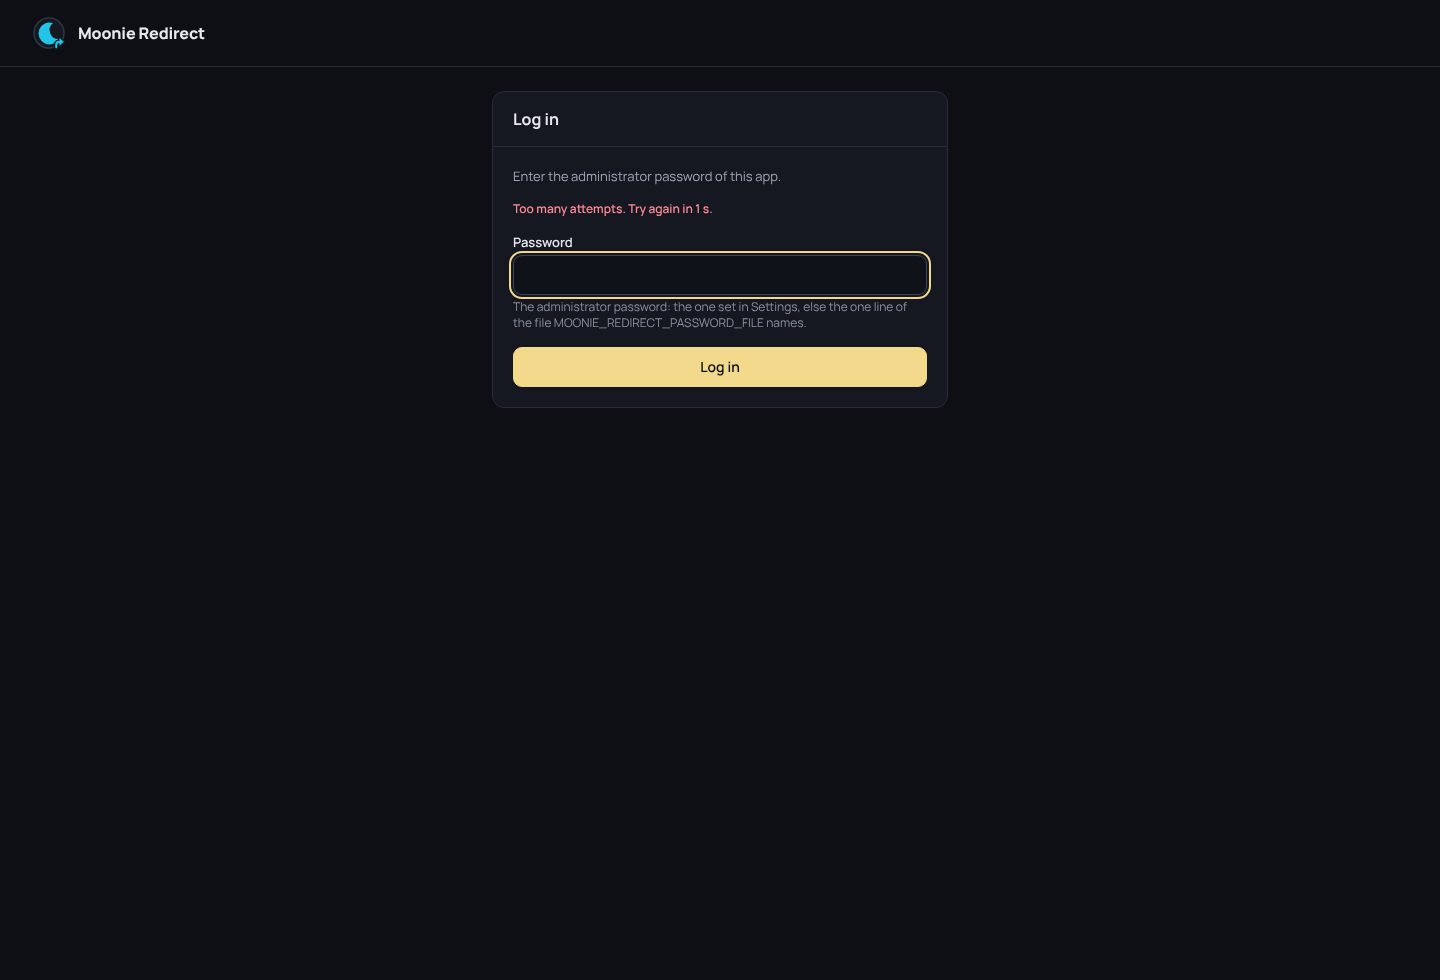 Moonie Redirect
Log in
Enter the administrator password of this app.
Too many attempts. Try again in 1 s.
Password
The administrator password: the one set in Settings, else the one line of
the file MOONIE_REDIRECT_PASSWORD_FILE names.
Log in